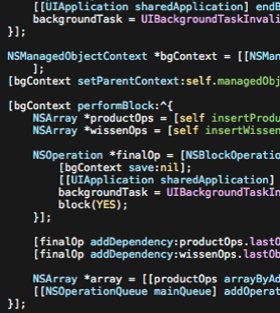 [[UIApplication sharedApplication] endB
backgroundTask = UIBackgroundTaskInvali
}];
NSManagedObjectContext *bgContext = [[NSMan
];
[bgContext setParentContext:self.managedObj
[bgContext performBlock:^{
NSArray *productOps = [self insertProdu
NSArray *wissenOps = [self insertWissen
NSOperation *finalOp = [NSBlockOperatio
[bgContext save:nil];
[[UIApplication sharedApplication]
backgroundTask = UIBackgroundTaskIn
block(YES);
}];
[finalOp addDependency:productOps.lastO
[finalOp addDependency:wissenOps.lastOb
NSArray *array = [[productOps arrayByAd
[[NSOperationQueue mainQueue] addOperat
}];